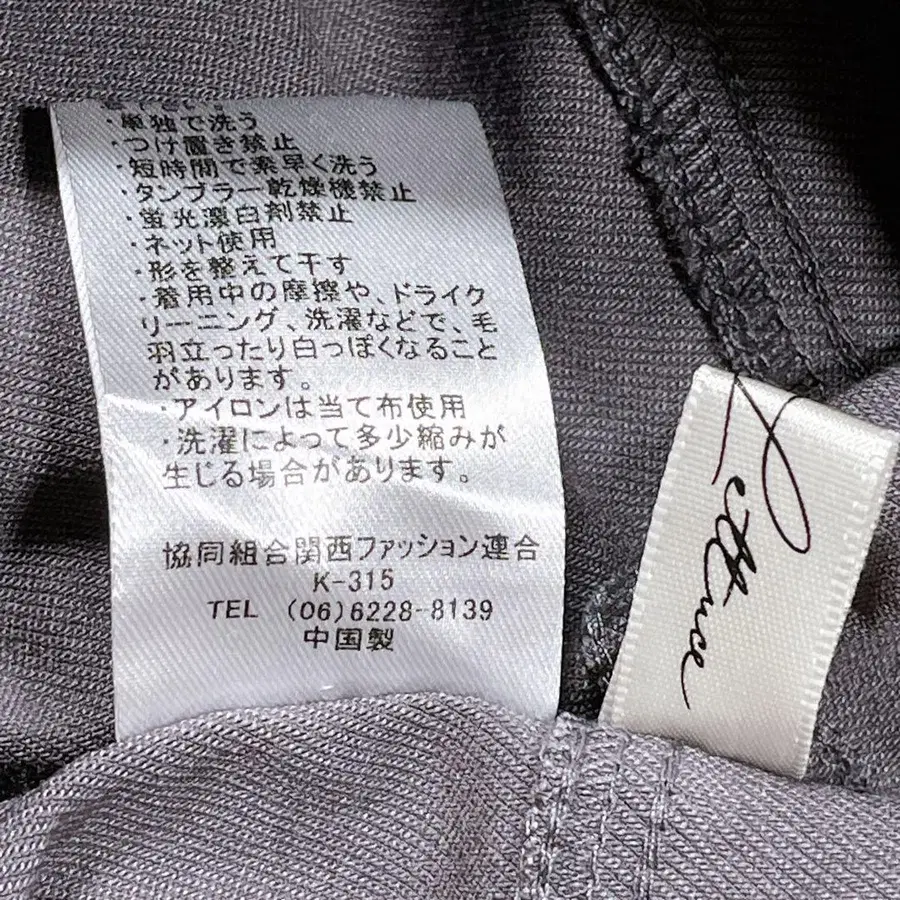 ・単独で洗う
・つけ置き禁止
・短時間で素早く洗う
・タンブラー乾燥機禁止
・蛍光漂白剤禁止
・ネット使用
・形を整えて干す
・着用中の摩擦や、ドライク
リーニング、洗濯などで、毛
羽立ったり白っぽくなること
があります。
・アイロンは当て布使用
・洗濯によって多少縮みが
生じる場合があります。
協同組合関西ファッション連合
K-315
TEL (06)6228-8139
中国製
Lettuce